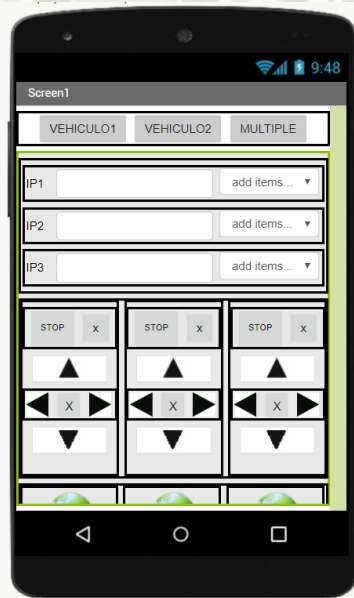 9:48
Screen1
VEHICULO1 VEHICULO2 MULTIPLE
IP1 add items...
IP2 add items...
IP3 add items...
STOP x STOP x STOP x
X X X